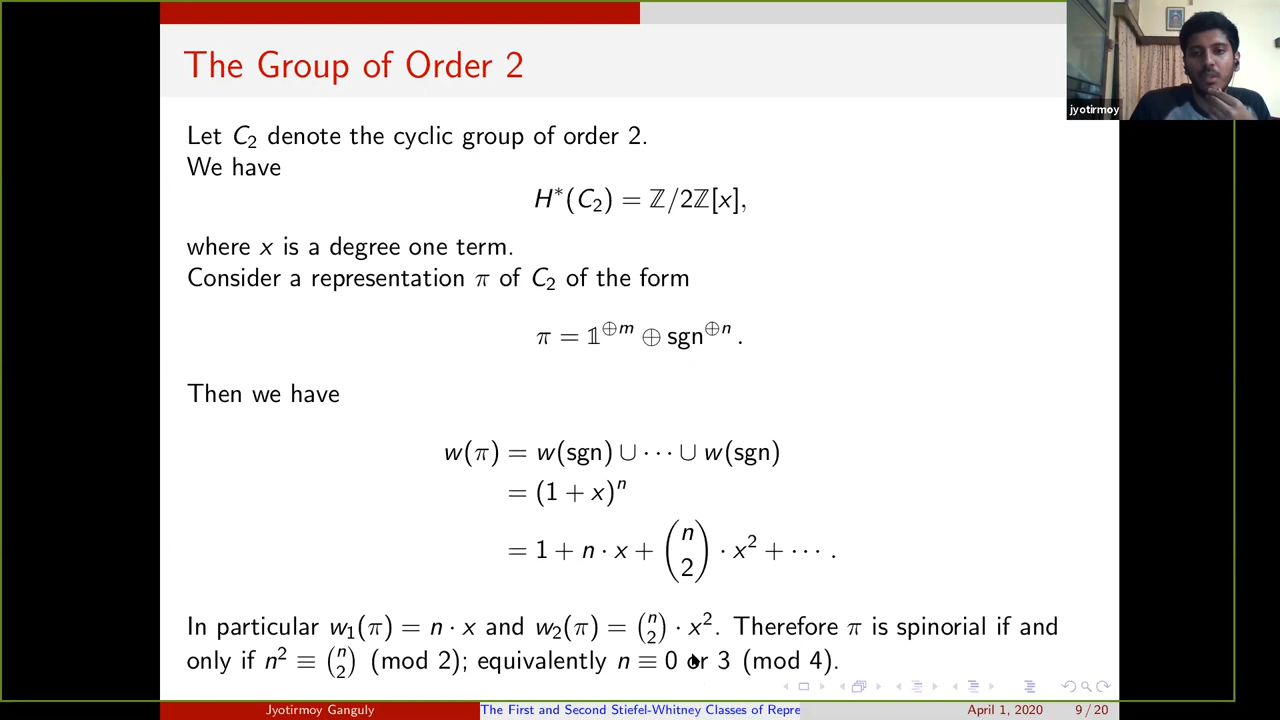 The Group of Order 2
jyotirmoy
Let C₂ denote the cyclic group of order 2.
We have
H*(C₂) = ℤ/2ℤ[x],
where x is a degree one term.
Consider a representation π of C₂ of the form
π = 𝟙^{⊕m} ⊕ sgn^{⊕n}.
Then we have
w(π) = w(sgn) ∪ ⋯ ∪ w(sgn)
= (1 + x)ⁿ
= 1 + n · x + \binom{n}{2} · x² + ⋯ .
In particular w₁(π) = n · x and w₂(π) = \binom{n}{2} · x². Therefore π is spinorial if and
only if n² ≡ \binom{n}{2} (mod 2); equivalently n ≡ 0 or 3 (mod 4).
Jyotirmoy Ganguly The First and Second Stiefel-Whitney Classes of Repre April 1, 2020 9 / 20